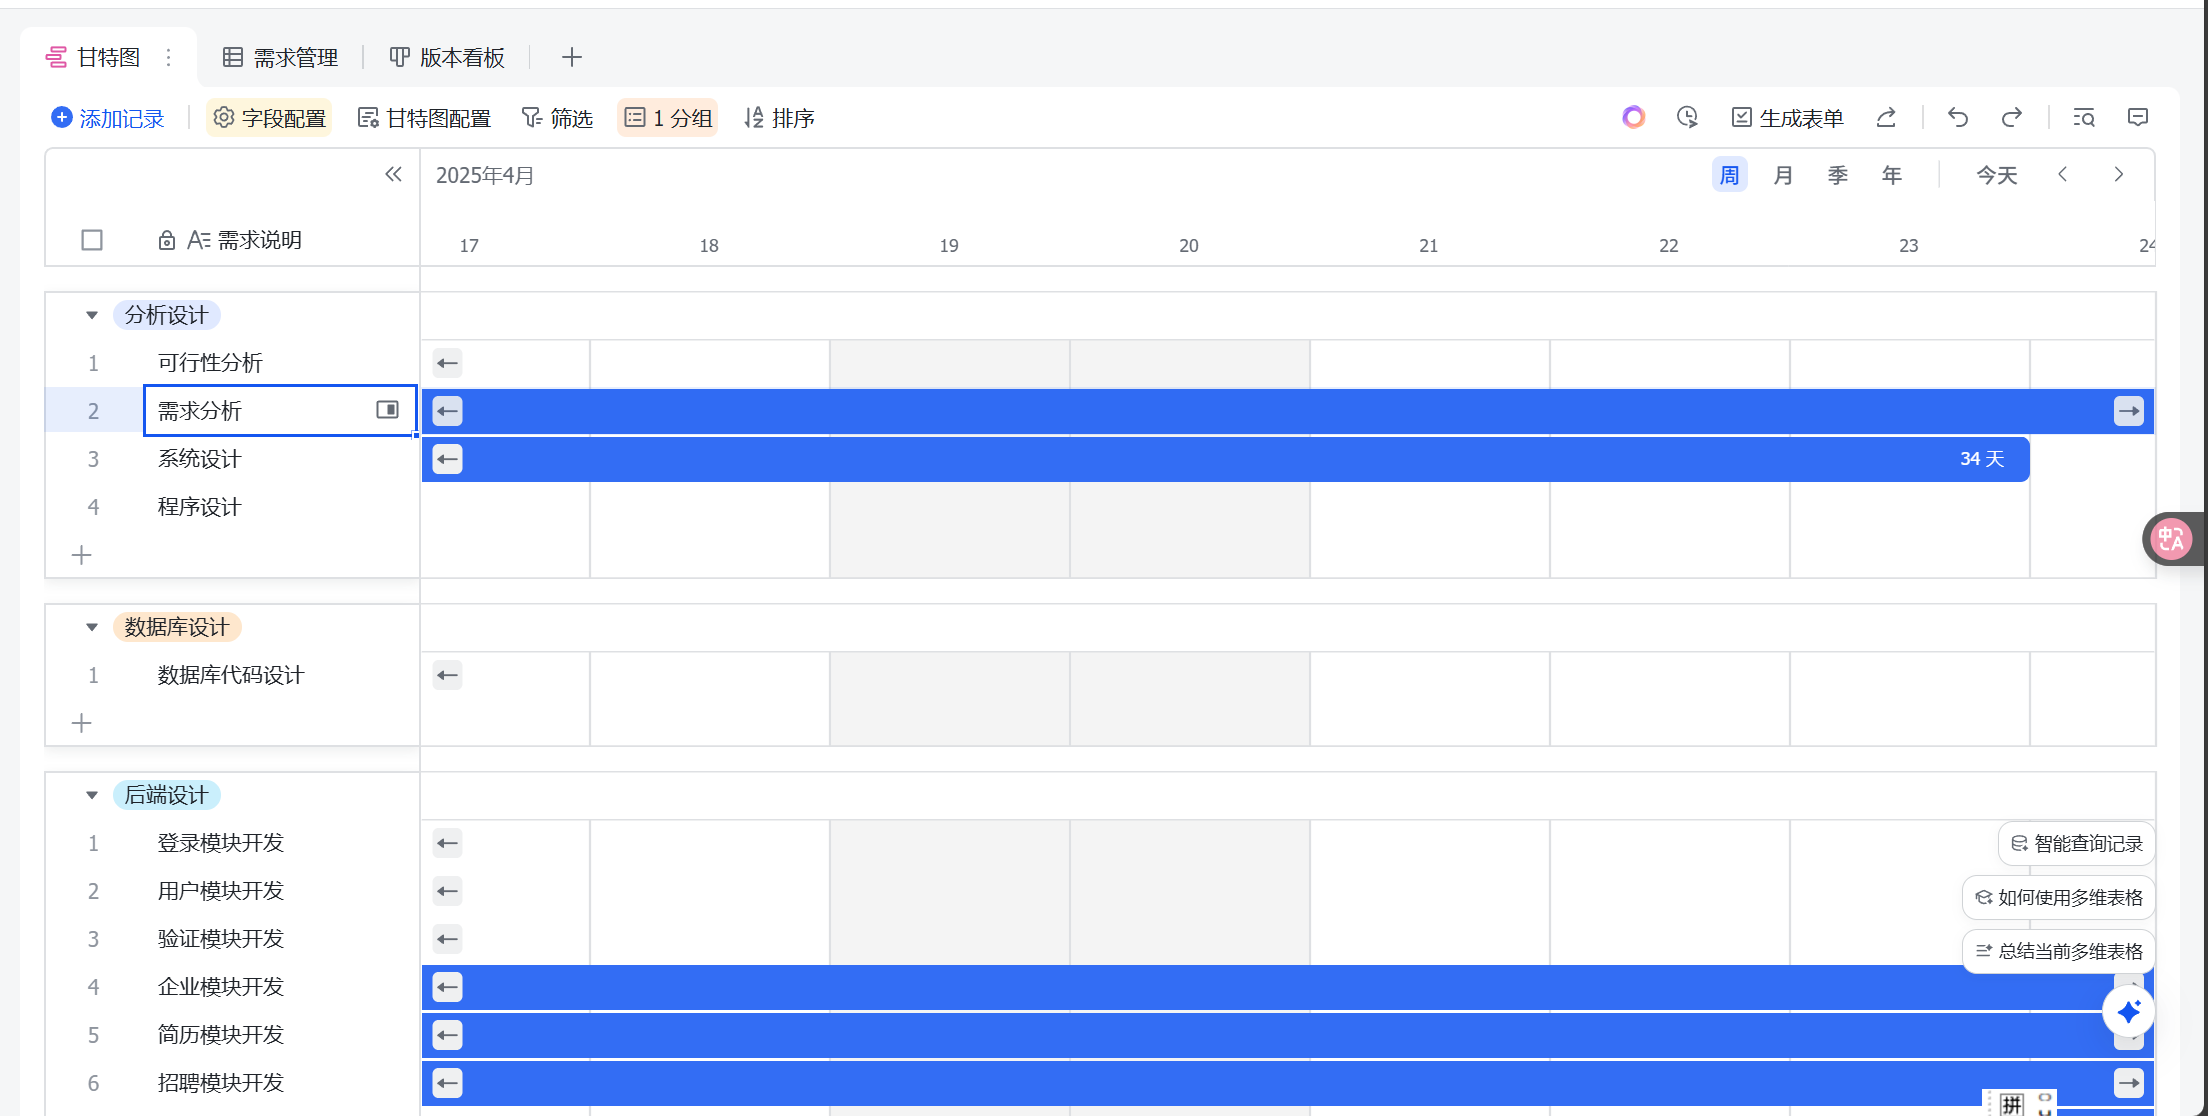 甘特图
需求管理
版本看板
添加记录
字段配置
甘特图配置
筛选
1 分组
排序
生成表单
2025年4月
周
月
季
年
今天
需求说明
17
18
19
20
21
22
23
24
分析设计
1 可行性分析
2 需求分析
3 系统设计
34 天
4 程序设计
数据库设计
1 数据库代码设计
后端设计
1 登录模块开发
智能查询记录
2 用户模块开发
如何使用多维表格
3 验证模块开发
总结当前多维表格
4 企业模块开发
5 简历模块开发
6 招聘模块开发
拼